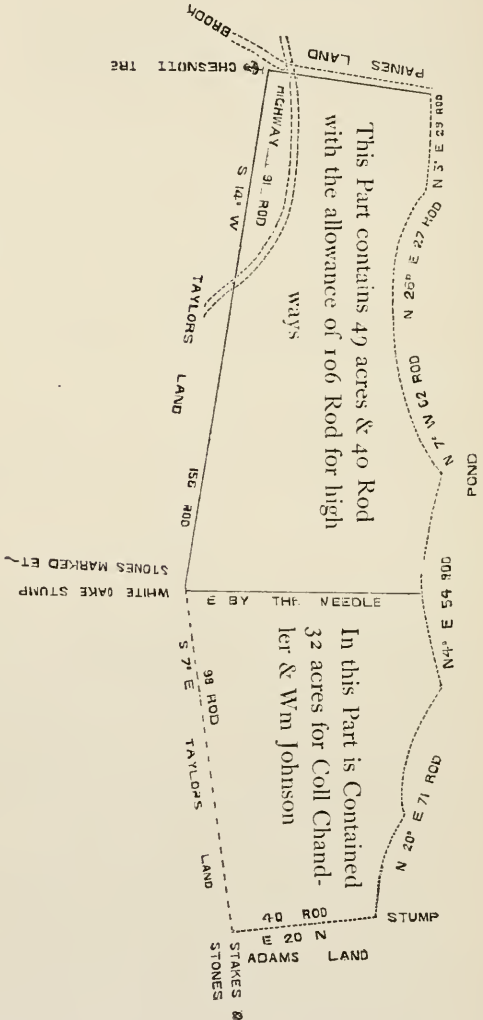 BROOK
CHESNOTT TRE
PAINES LAND
HIGHWAY 91 ROD
S 14° W
TAYLORS LAND
156 ROD
N 3° E 29 ROD
N 26° E 27 ROD
N 7° W 62 ROD
POND
This Part contains 49 acres & 40 Rod
with the allowance of 106 Rod for high
ways
WHITE OAKE STUMP
STONES MARKED ET
E BY THE NEEDLE
N 4° E 54 ROD
In this Part is Contained
32 acres for Coll Chand-
ler & Wm Johnson
98 ROD
S 7° E
TAYLORS LAND
N 20° E 71 ROD
STUMP
40 ROD
E 20 N
ADAMS LAND
STAKES &
STONES